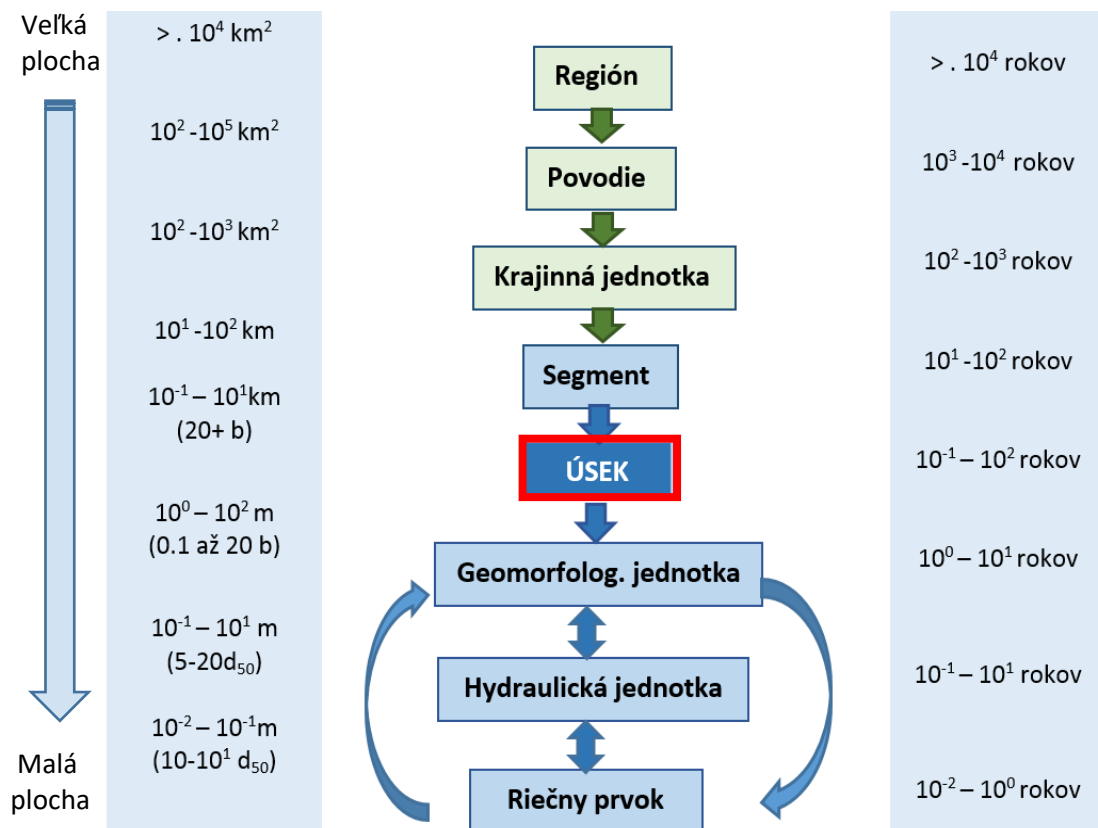 Veľká
plocha
> . 10⁴ km²
10² -10⁵ km²
10² -10³ km²
10¹ -10² km
10⁻¹ – 10¹km
(20+ b)
10⁰ – 10² m
(0.1 až 20 b)
10⁻¹ – 10¹ m
(5-20d₅₀)
10⁻² – 10⁻¹m
(10-10¹ d₅₀)
Malá
plocha
Región
Povodie
Krajinná jednotka
Segment
ÚSEK
Geomorfolog. jednotka
Hydraulická jednotka
Riečny prvok
> . 10⁴ rokov
10³ -10⁴ rokov
10² -10³ rokov
10¹ -10² rokov
10⁻¹ – 10² rokov
10⁰ – 10¹ rokov
10⁻¹ – 10¹ rokov
10⁻² – 10⁰ rokov